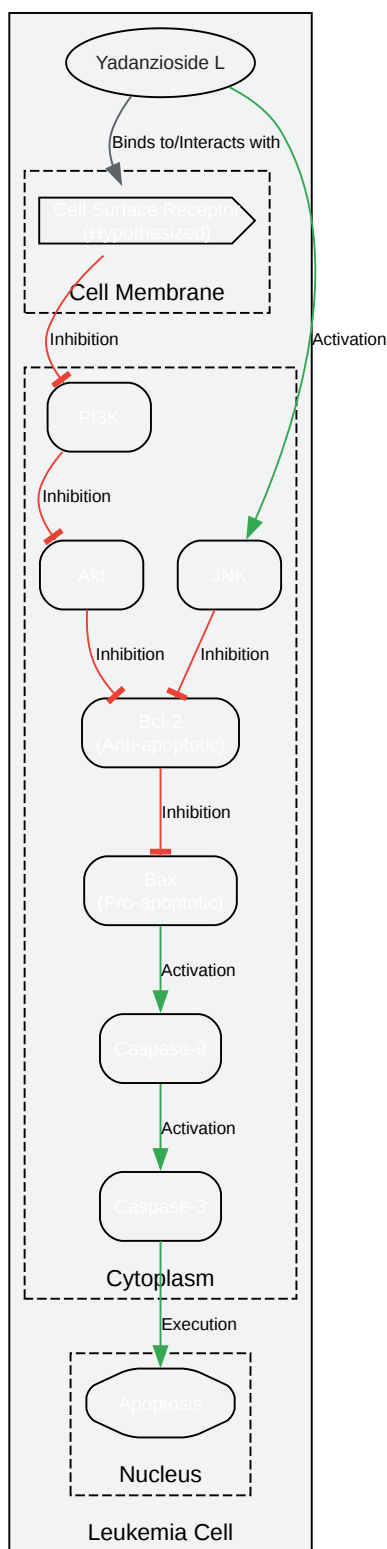 Yadanzioside L
Binds to/Interacts with
Cell Surface Receptor
(Hypothesized)
Cell Membrane
Inhibition
Activation
PI3K
Inhibition
Akt
JNK
Inhibition
Inhibition
Bcl-2
(Anti-apoptotic)
Inhibition
Bax
(Pro-apoptotic)
Activation
Caspase-9
Activation
Caspase-3
Cytoplasm
Execution
Apoptosis
Nucleus
Leukemia Cell